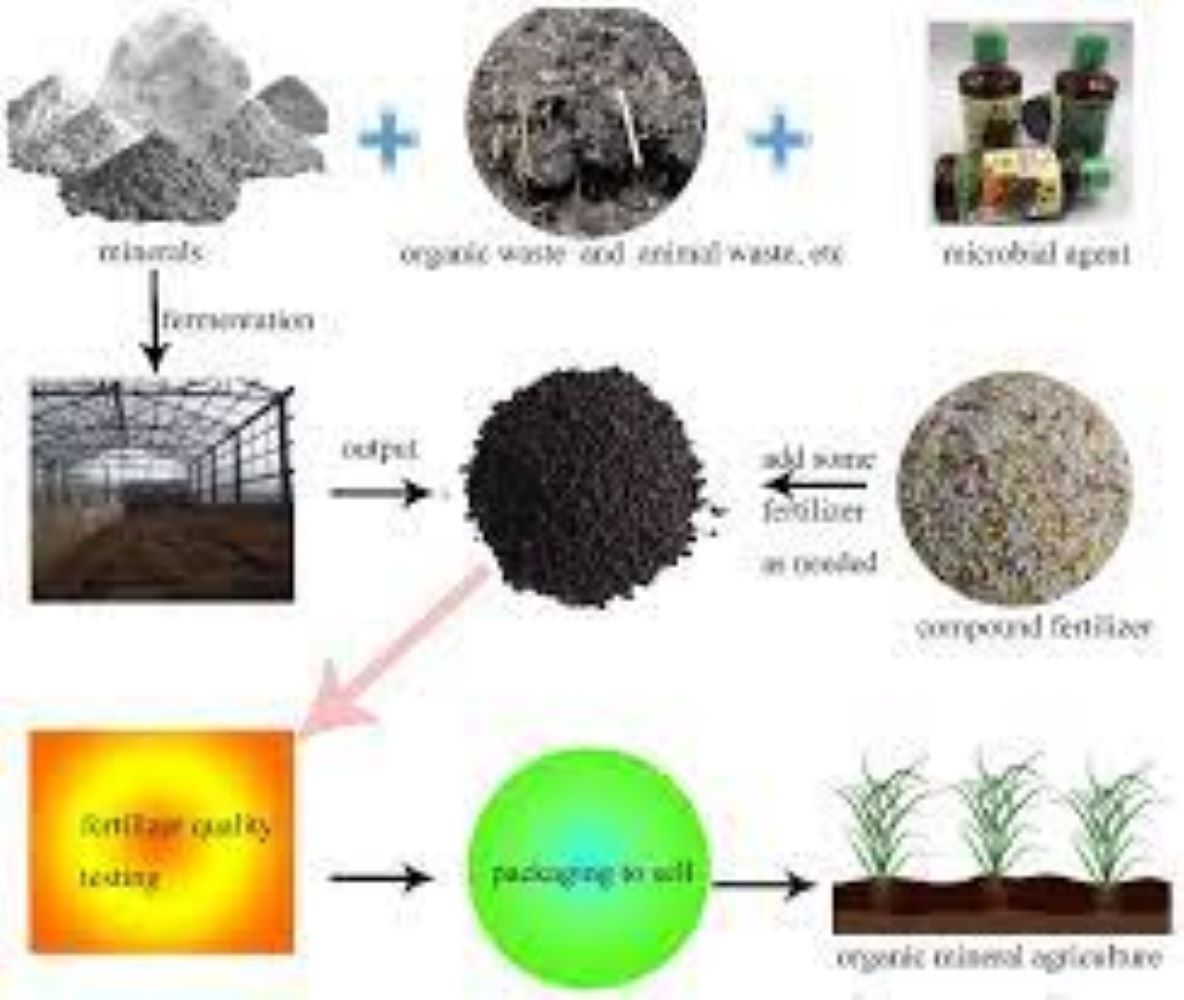 minerals
organic waste and animal waste, etc
microbial agent
fermentation
output
add some
fertilizer
as needed
compound fertilizer
fertilizer quality
testing
packaging to sell
organic mineral agriculture